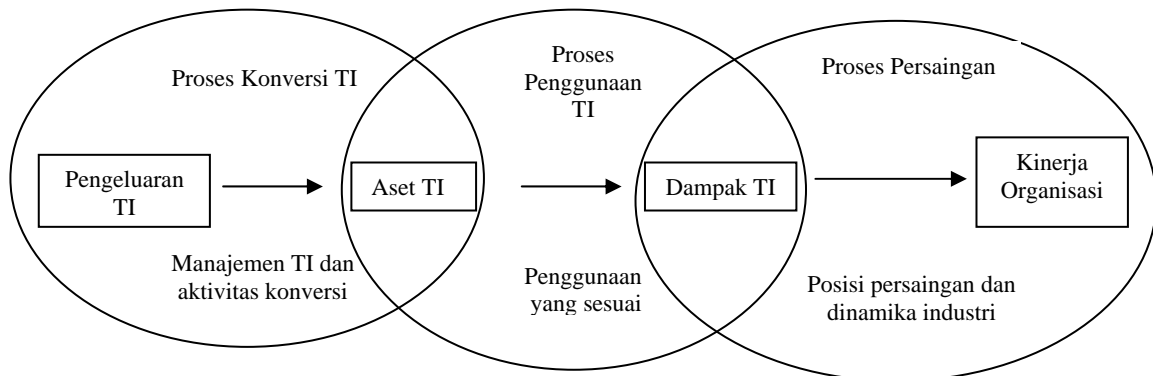 Proses Konversi TI
Proses
Penggunaan
TI
Proses Persaingan
Pengeluaran
TI
Aset TI
Dampak TI
Kinerja
Organisasi
Manajemen TI dan
aktivitas konversi
Penggunaan
yang sesuai
Posisi persaingan dan
dinamika industri